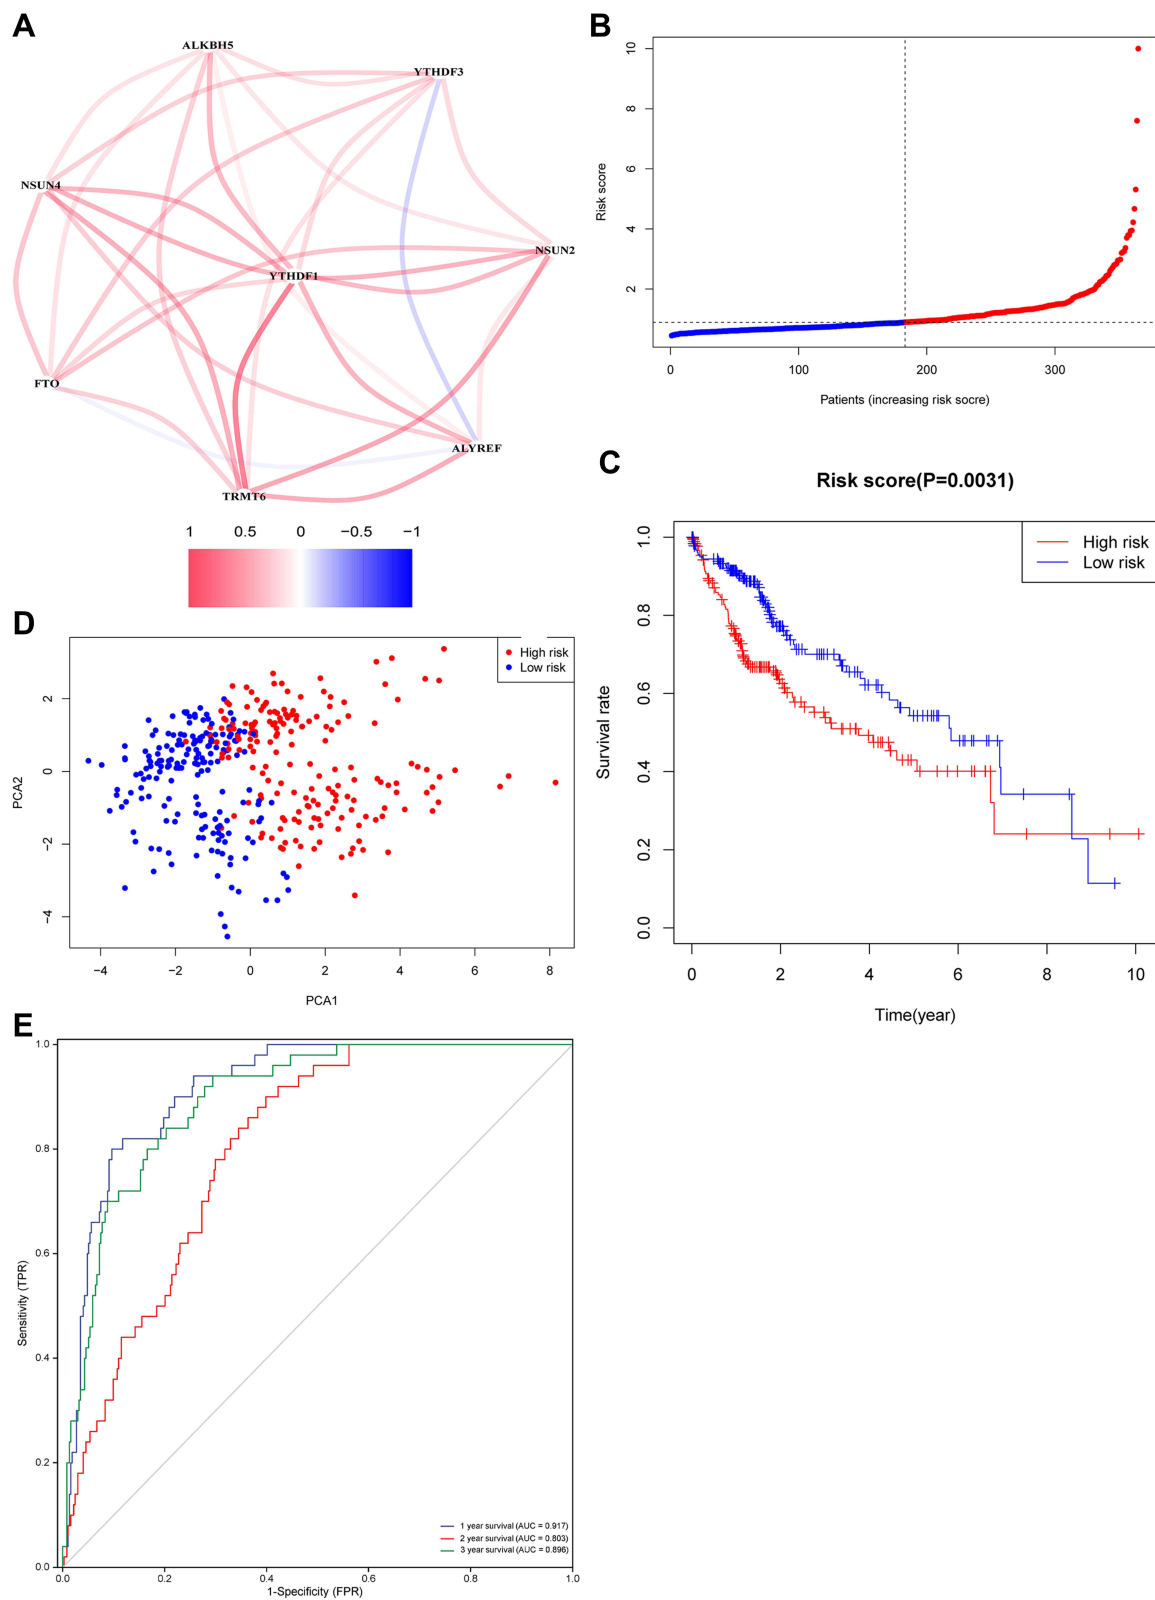 A
ALKBH5
YTHDF3
NSUN4
NSUN2
YTHDF1
FTO
ALYREF
TRMT6
1 0.5 0 −0.5 −1
B
10
8
6
4
2
Risk score
0 100 200 300
Patients (increasing risk socre)
C
Risk score(P=0.0031)
High risk
Low risk
1.0
0.8
0.6
0.4
0.2
0.0
Survival rate
0 2 4 6 8 10
Time(year)
D
High risk
Low risk
2
0
−2
−4
PCA2
−4 −2 0 2 4 6 8
PCA1
E
1.0
0.8
0.6
0.4
0.2
0.0
Sensitivity (TPR)
1 year survival (AUC = 0.917)
2 year survival (AUC = 0.803)
3 year survival (AUC = 0.896)
0.0 0.2 0.4 0.6 0.8 1.0
1-Specificity (FPR)